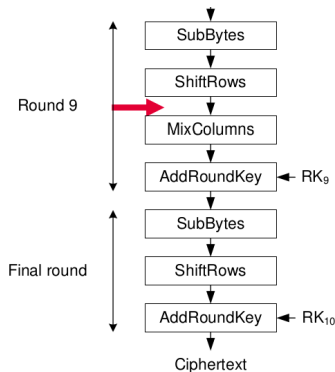 SubBytes
ShiftRows
Round 9
MixColumns
AddRoundKey
RK₉
SubBytes
Final round
ShiftRows
AddRoundKey
RK₁₀
Ciphertext